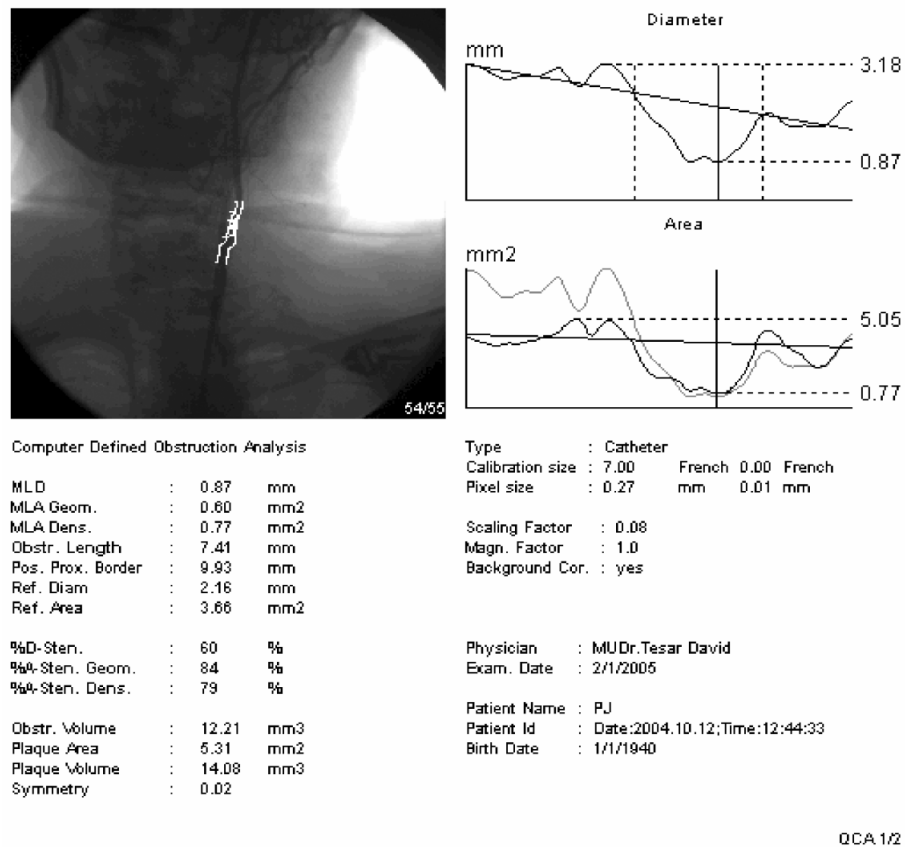 Diameter
mm
3.18
0.87
Area
mm2
5.05
0.77
54/55
Computer Defined Obstruction Analysis
MLD : 0.87 mm
MLA Geom. : 0.60 mm2
MLA Dens. : 0.77 mm2
Obstr. Length : 7.41 mm
Pos. Prox. Border : 9.93 mm
Ref. Diam : 2.16 mm
Ref. Area : 3.66 mm2
%D-Sten. : 60 %
%A-Sten. Geom. : 84 %
%A-Sten. Dens. : 79 %
Obstr. Volume : 12.21 mm3
Plaque Area : 5.31 mm2
Plaque Volume : 14.08 mm3
Symmetry : 0.02
Type : Catheter
Calibration size : 7.00 French 0.00 French
Pixel size : 0.27 mm 0.01 mm
Scaling Factor : 0.08
Magn. Factor : 1.0
Background Cor. : yes
Physician : MUDr.Tesar David
Exam. Date : 2/1/2005
Patient Name : PJ
Patient Id : Date:2004.10.12;Time:12:44:33
Birth Date : 1/1/1940
QCA 1/2